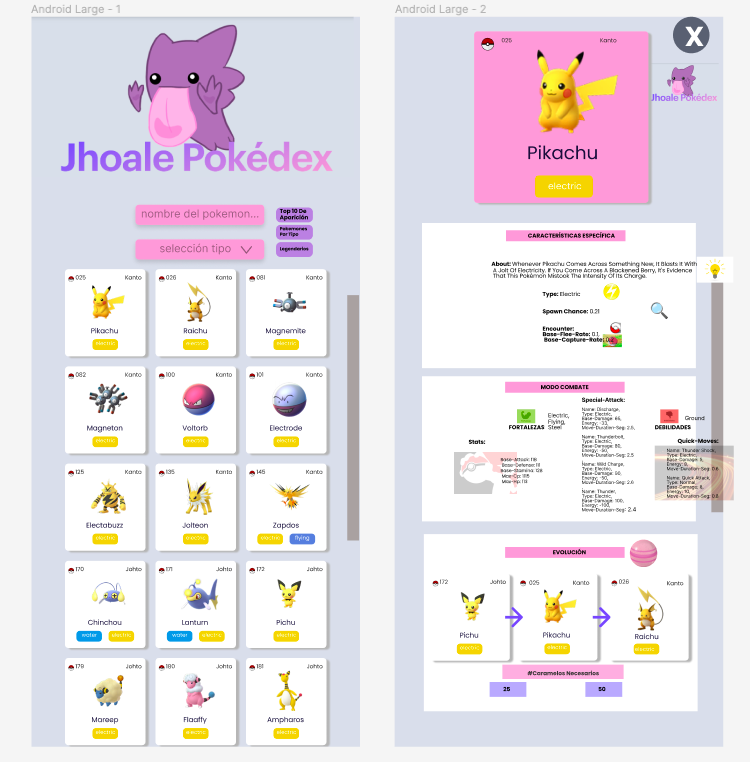 Android Large - 1
Jhoale Pokédex
nombre del pokemon...
selección tipo
Top 10 De
Aparición
Pokemones
Por Tipo
Legendarios
025 Kanto
Pikachu
electric
026 Kanto
Raichu
electric
081 Kanto
Magnemite
electric
082 Kanto
Magneton
electric
100 Kanto
Voltorb
electric
101 Kanto
Electrode
electric
125 Kanto
Electabuzz
electric
135 Kanto
Jolteon
electric
145 Kanto
Zapdos
electric flying
170 Johto
Chinchou
water electric
171 Johto
Lanturn
water electric
172 Johto
Pichu
electric
179 Johto
Mareep
electric
180 Johto
Flaaffy
electric
181 Johto
Ampharos
electric
Android Large - 2
X
Jhoale Pokédex
025 Kanto
Pikachu
electric
CARACTERÍSTICAS ESPECÍFICA
About: Whenever Pikachu Comes Across Something New, It Blasts It With
A Jolt Of Electricity. If You Come Across A Blackened Berry, It's Evidence
That This Pokémon Mistook The Intensity Of Its Charge.
Type: Electric
Spawn Chance: 0.21
Encounter:
Base-Flee-Rate: 0.1,
Base-Capture-Rate:
MODO COMBATE
FORTALEZAS
Electric,
Flying,
Steel
Special-Attack:
Name: Discharge,
Type: Electric,
Base-Damage: 65,
Energy: -33,
Move-Duration-Seg: 2.5,
Name: Thunderbolt,
Type: Electric,
Base-Damage: 80,
Energy: -50,
Move-Duration-Seg: 2.5
Name: Wild Charge,
Type: Electric,
Base-Damage: 90,
Energy: -50,
Move-Duration-Seg: 2.6
Name: Thunder,
Type: Electric,
Base-Damage: 100,
Energy: -100,
Move-Duration-Seg: 2.4
Ground
DEBILIDADES
Stats:
Base-Attack: 112
Base-Defense: 111
Base-Stamina: 128
Max-Cp: 1115
Max-Hp: 113
Quick-Moves:
Name: Thunder Shock,
Type: Electric,
Base-Damage: 5,
Energy: 8,
Move-Duration-Seg: 0.6
Name: Quick Attack,
Type: Normal,
Base-Damage: 8,
Energy: 10,
Move-Duration-Seg: 0.8
EVOLUCIÓN
172 Johto
Pichu
electric
025 Kanto
Pikachu
electric
026 Kanto
Raichu
electric
#Caramelos Necesarios
25
50